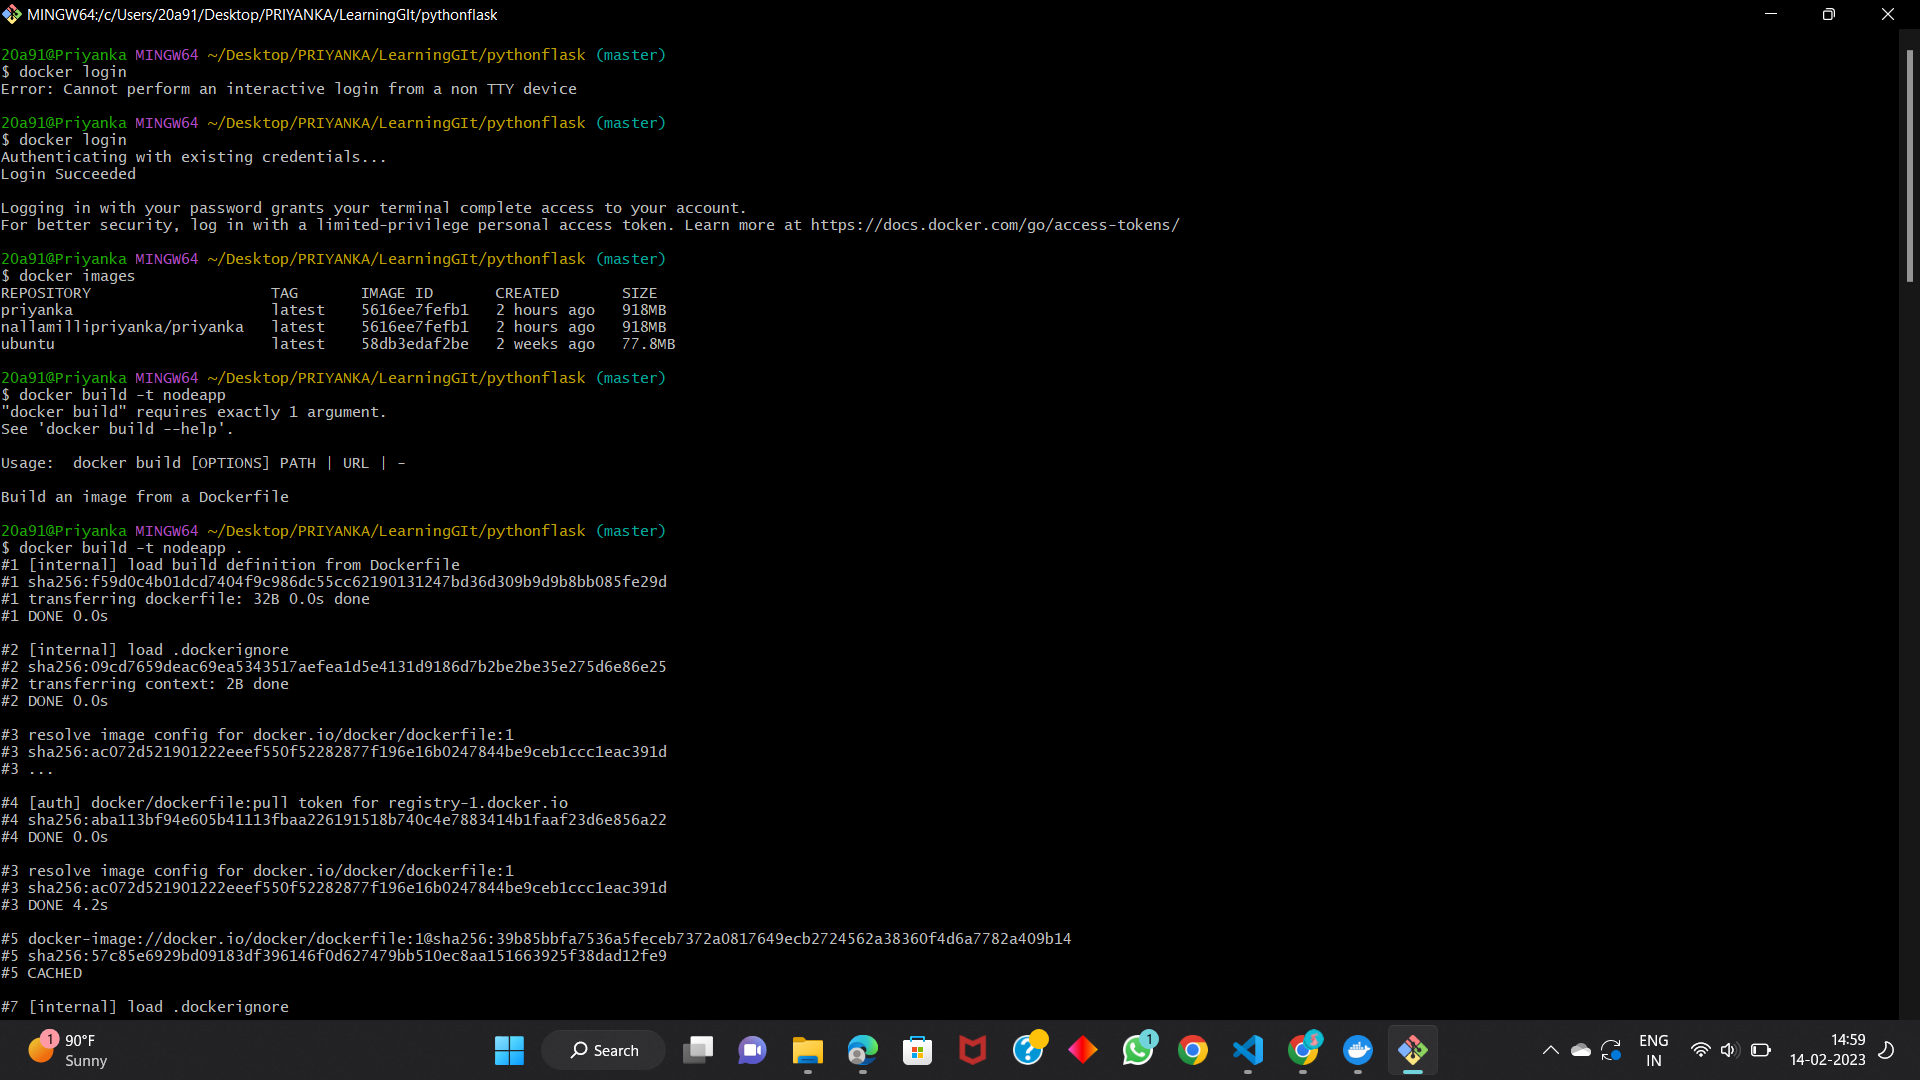 MINGW64:/c/Users/20a91/Desktop/PRIYANKA/LearningGIt/pythonflask
20a91@Priyanka MINGW64 ~/Desktop/PRIYANKA/LearningGIt/pythonflask (master)
$ docker login
Error: Cannot perform an interactive login from a non TTY device
20a91@Priyanka MINGW64 ~/Desktop/PRIYANKA/LearningGIt/pythonflask (master)
$ docker login
Authenticating with existing credentials...
Login Succeeded
Logging in with your password grants your terminal complete access to your account.
For better security, log in with a limited-privilege personal access token. Learn more at https://docs.docker.com/go/access-tokens/
20a91@Priyanka MINGW64 ~/Desktop/PRIYANKA/LearningGIt/pythonflask (master)
$ docker images
REPOSITORY TAG IMAGE ID CREATED SIZE
priyanka latest 5616ee7fefb1 2 hours ago 918MB
nallamillipriyanka/priyanka latest 5616ee7fefb1 2 hours ago 918MB
ubuntu latest 58db3edaf2be 2 weeks ago 77.8MB
20a91@Priyanka MINGW64 ~/Desktop/PRIYANKA/LearningGIt/pythonflask (master)
$ docker build -t nodeapp
"docker build" requires exactly 1 argument.
See 'docker build --help'.
Usage:  docker build [OPTIONS] PATH | URL | -
Build an image from a Dockerfile
20a91@Priyanka MINGW64 ~/Desktop/PRIYANKA/LearningGIt/pythonflask (master)
$ docker build -t nodeapp .
#1 [internal] load build definition from Dockerfile
#1 sha256:f59d0c4b01dcd7404f9c986dc55cc62190131247bd36d309b9d9b8bb085fe29d
#1 transferring dockerfile: 32B 0.0s done
#1 DONE 0.0s
#2 [internal] load .dockerignore
#2 sha256:09cd7659deac69ea5343517aefea1d5e4131d9186d7b2be2be35e275d6e86e25
#2 transferring context: 2B done
#2 DONE 0.0s
#3 resolve image config for docker.io/docker/dockerfile:1
#3 sha256:ac072d521901222eeef550f52282877f196e16b0247844be9ceb1ccc1eac391d
#3 ...
#4 [auth] docker/dockerfile:pull token for registry-1.docker.io
#4 sha256:aba113bf94e605b41113fbaa226191518b740c4e7883414b1faaf23d6e856a22
#4 DONE 0.0s
#3 resolve image config for docker.io/docker/dockerfile:1
#3 sha256:ac072d521901222eeef550f52282877f196e16b0247844be9ceb1ccc1eac391d
#3 DONE 4.2s
#5 docker-image://docker.io/docker/dockerfile:1@sha256:39b85bbfa7536a5feceb7372a0817649ecb2724562a38360f4d6a7782a409b14
#5 sha256:57c85e6929bd09183df396146f0d627479bb510ec8aa151663925f38dad12fe9
#5 CACHED
#7 [internal] load .dockerignore
1
90°F
Sunny
Search
1
ENG
IN
14:59
14-02-2023